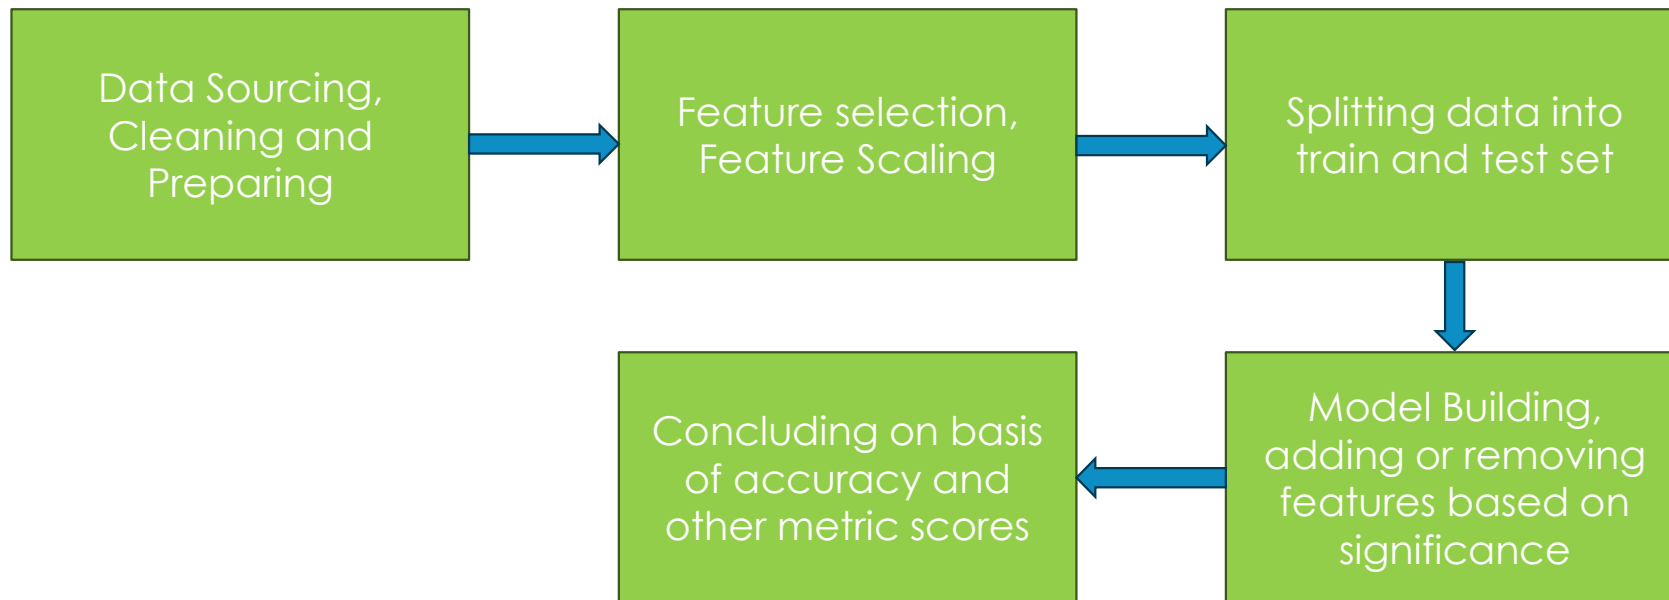 Data Sourcing,
Cleaning and
Preparing
Feature selection,
Feature Scaling
Splitting data into
train and test set
Model Building,
adding or removing
features based on
significance
Concluding on basis
of accuracy and
other metric scores